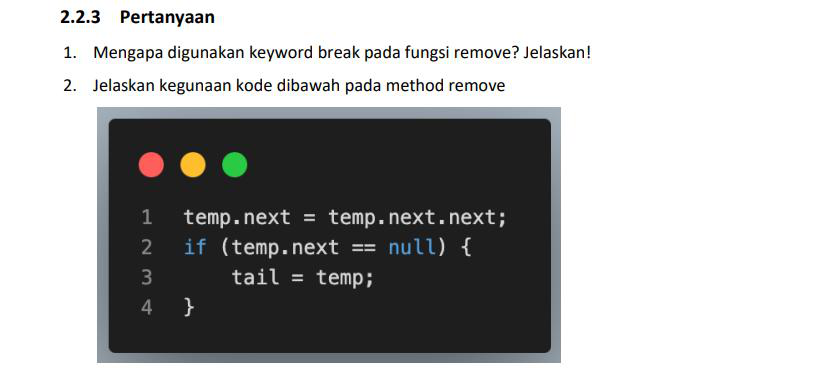 2.2.3 Pertanyaan
1. Mengapa digunakan keyword break pada fungsi remove? Jelaskan!
2. Jelaskan kegunaan kode dibawah pada method remove
1 temp.next = temp.next.next;
2 if (temp.next == null) {
3     tail = temp;
4 }